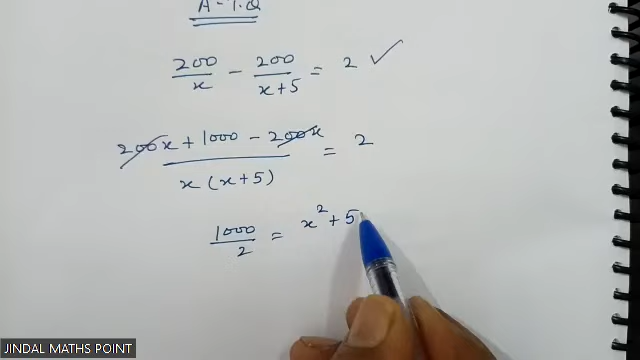 A-T.Q
200/x - 200/x+5 = 2 ✓
200x + 1000 - 200x / x(x+5) = 2
1000/2 = x² + 5
JINDAL MATHS POINT